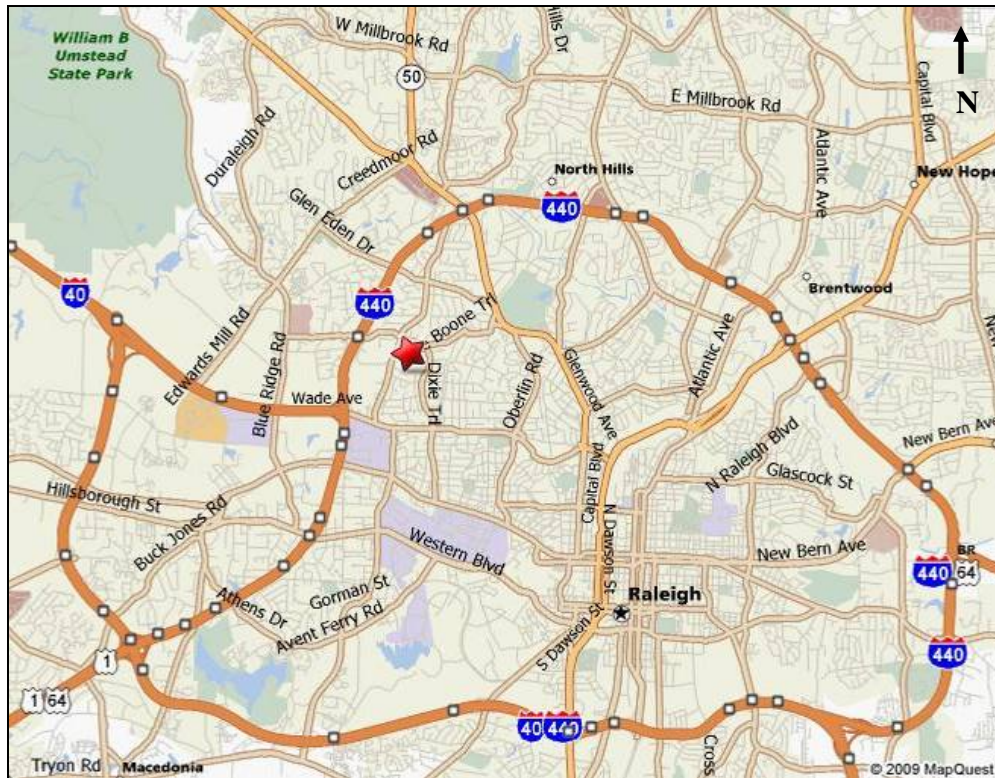 William B
Umstead
State Park
W Millbrook Rd
Hills Dr
50
E Millbrook Rd
Capital Blvd
N
Duraleigh Rd
Creedmoor Rd
North Hills
Atlantic Ave
New Hope
Glen Eden Dr
440
40
440
Brentwood
Edwards Mill Rd
Blue Ridge Rd
Boone Trl
Dixie Trl
Oberlin Rd
Glenwood Ave
Atlantic Ave
New
Wade Ave
Capital Blvd
N Raleigh Blvd
New Bern Ave
Glascock St
Hillsborough St
Buck Jones Rd
Western Blvd
N Dawson St
New Bern Ave
BR
440
64
Gorman St
Athens Dr
Avent Ferry Rd
Raleigh
S Dawson St
440
1
1 64
40
440
Cross
Tryon Rd
Macedonia
© 2009 MapQuest